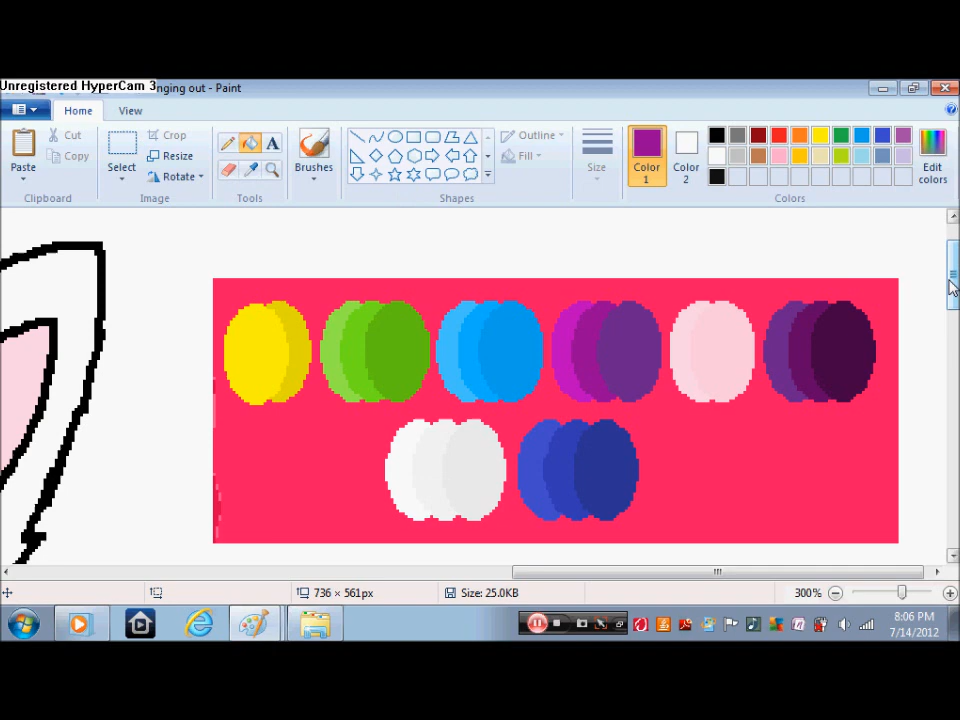 Unregistered HyperCam 3
nging out - Paint
Home
View
Paste
Cut
Copy
Clipboard
Select
Crop
Resize
Rotate
Image
Tools
Brushes
Shapes
Outline
Fill
Size
Color
1
Color
2
Edit
colors
Colors
736 × 561px
Size: 25.0KB
300%
8:06 PM
7/14/2012